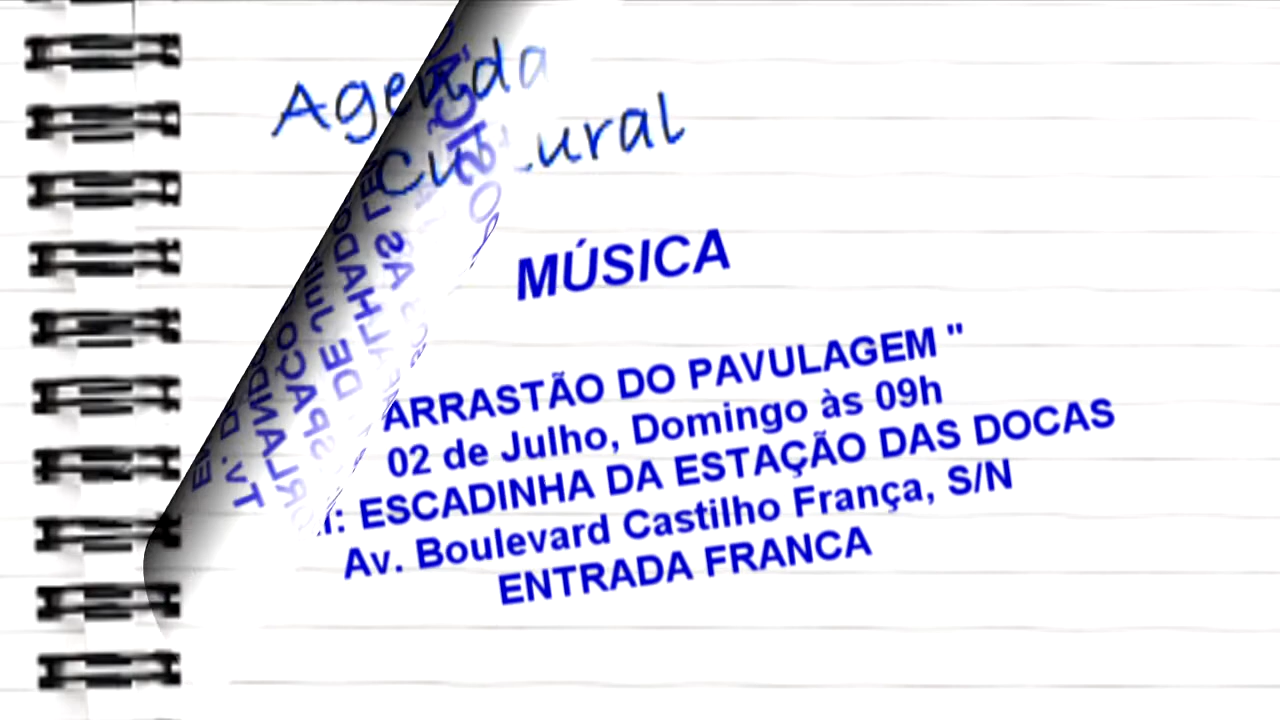 Agenda
Cultural
MÚSICA
ARRASTÃO DO PAVULAGEM "
02 de Julho, Domingo às 09h
ESCADINHA DA ESTAÇÃO DAS DOCAS
Av. Boulevard Castilho França, S/N
ENTRADA FRANCA